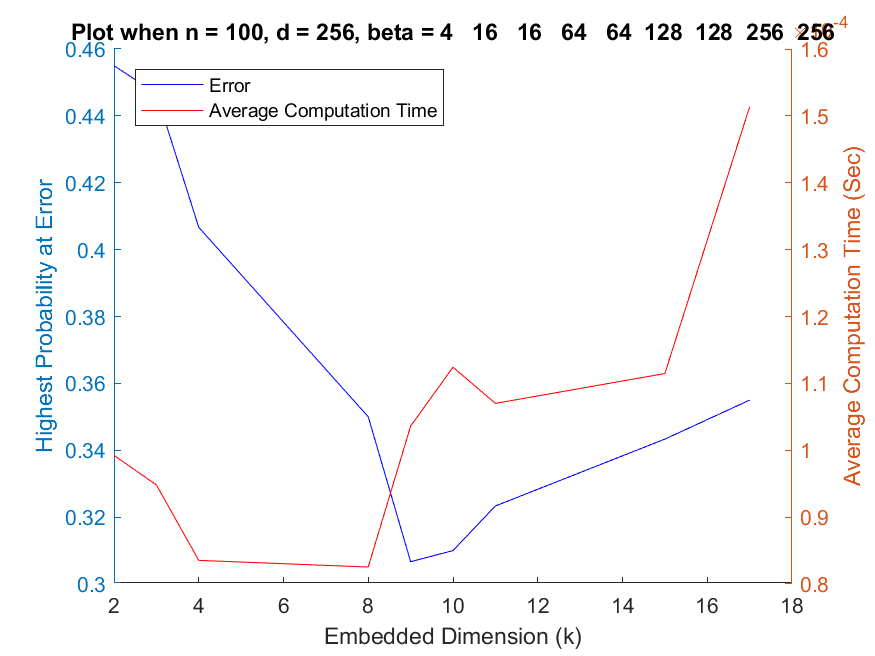 Plot when n = 100, d = 256, beta = 4 16 16 64 64 128 128 256 256
Error
Average Computation Time
Highest Probability at Error
0.46
0.44
0.42
0.4
0.38
0.36
0.34
0.32
0.3
1.6
1.5
1.4
1.3
1.2
1.1
1
0.9
0.8
Average Computation Time (Sec)
2 4 6 8 10 12 14 16 18
Embedded Dimension (k)